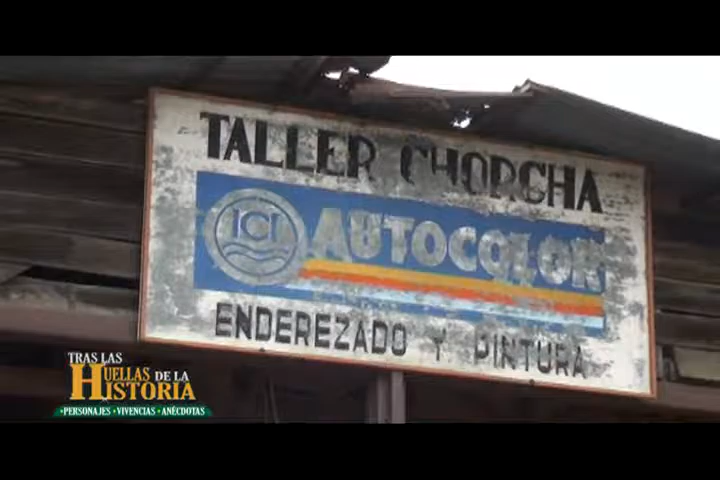 TALLER CHORCHA
ICI AUTOCOLOR
ENDEREZADO Y PINTURA
TRAS LAS
HUELLAS DE LA
HISTORIA
•PERSONAJES •VIVENCIAS •ANÉCDOTAS